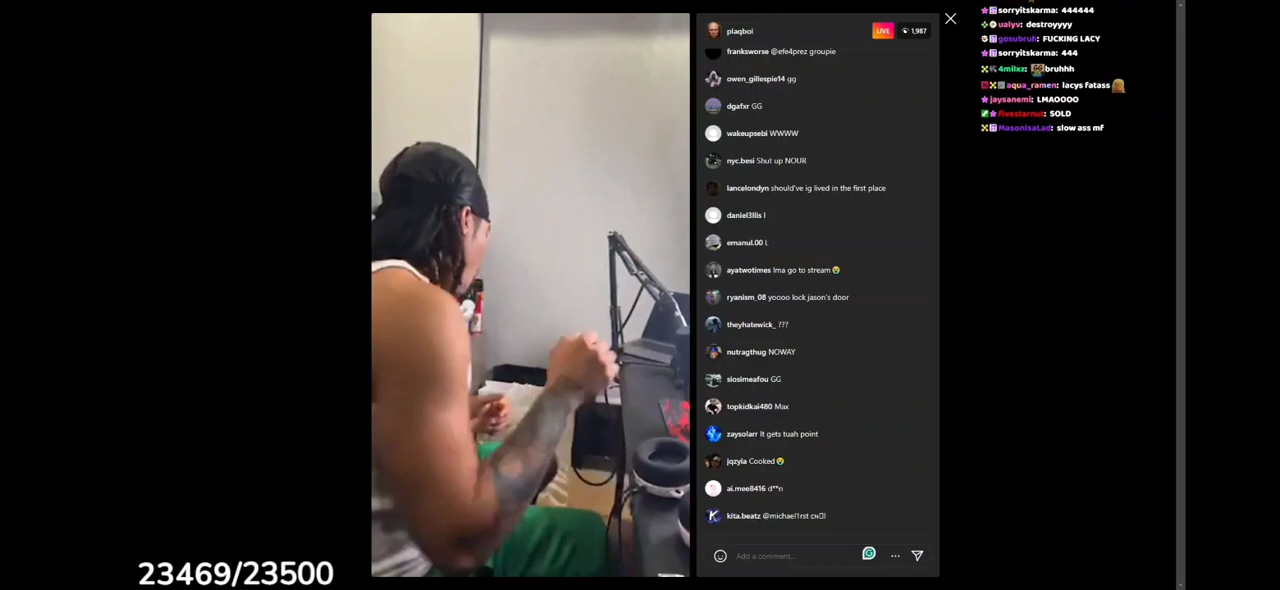 plaqboi
LIVE
1,987
franksworse @efe4prez groupie
owen_gillespie14 gg
dgafxr GG
wakeupsebi WWWW
nyc.besi Shut up NOUR
lancelondyn should've ig lived in the first place
daniel3llis I
emanul.00 L
ayatwotimes Ima go to stream😭
ryanism_08 yoooo lock jason's door
theyhatewick_ ???
nutragthug NOWAY
siosimeafou GG
topkidkai480 Max
zaysolarr It gets tuah point
jqzyla Cooked😭
ai.mee8416 d**n
kita.beatz @michael1rst
Add a comment...
sorryitskarma: 444444
ualyv: destroyyyy
gosubruh: FUCKING LACY
sorryitskarma: 444
4milxz: bruhhh
aqua_ramen: lacys fatass
jaysanemi: LMAOOOO
fivestarnut: SOLD
MasonIsaLad: slow ass mf
23469/23500